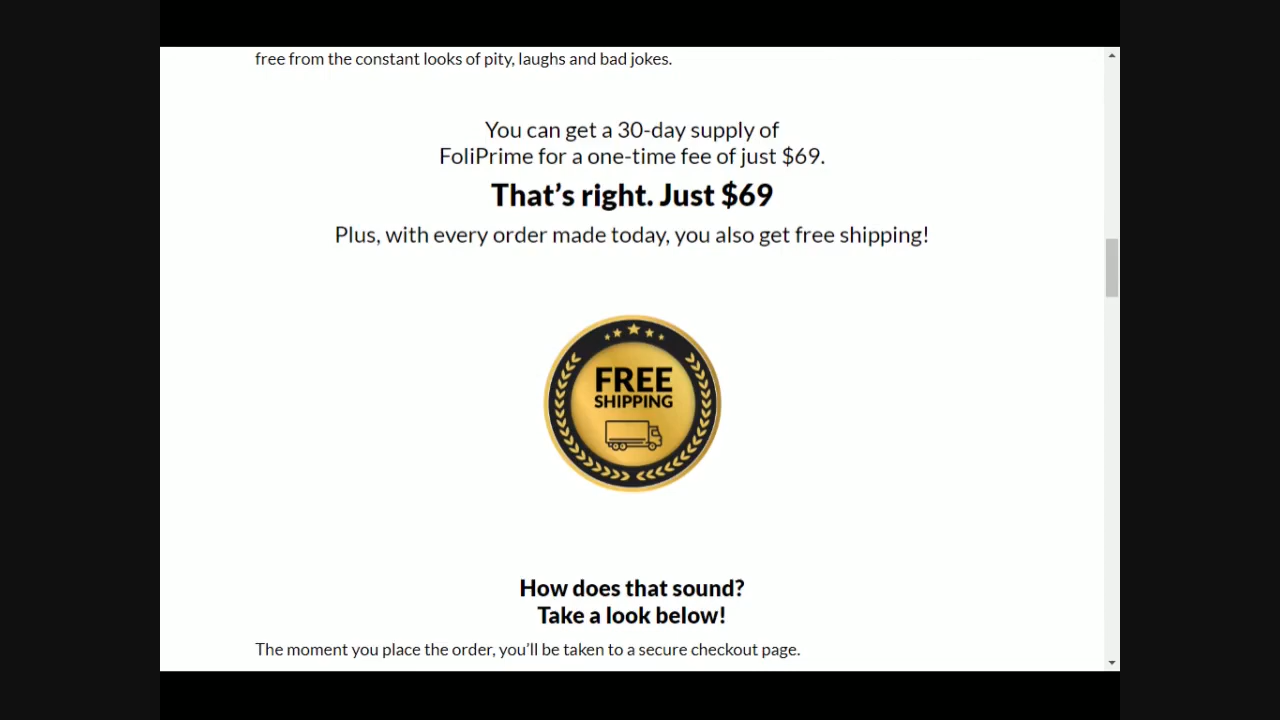 free from the constant looks of pity, laughs and bad jokes.
You can get a 30-day supply of
FoliPrime for a one-time fee of just $69.
That’s right. Just $69
Plus, with every order made today, you also get free shipping!
FREE
SHIPPING
How does that sound?
Take a look below!
The moment you place the order, you’ll be taken to a secure checkout page.